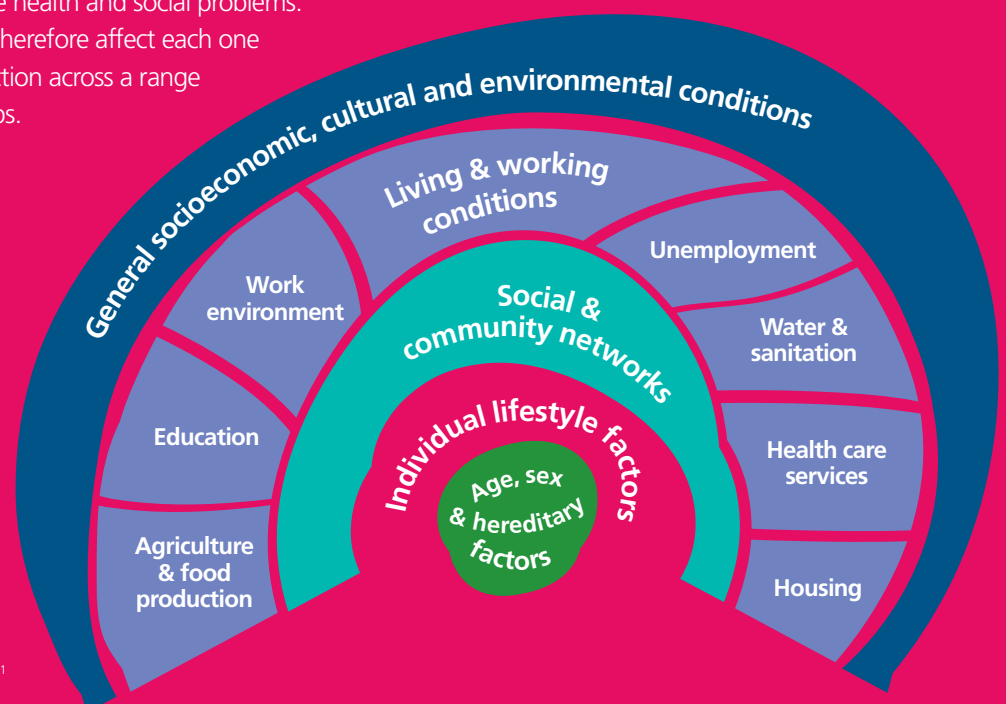 health and social problems.
herefore affect each one
tion across a range
General socioeconomic, cultural and environmental conditions
Living & working
conditions
Work
environment
Unemployment
Social &
community networks
Water &
sanitation
Education
Individual lifestyle factors
Health care
services
Age, sex
& hereditary
factors
Agriculture
& food
production
Housing
1